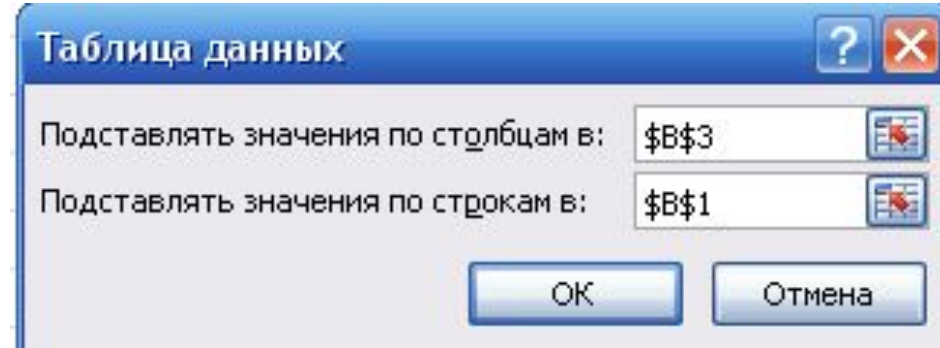 Таблица данных ?
Подставлять значения по столбцам в: $B$3
Подставлять значения по строкам в: $B$1
ОК Отмена